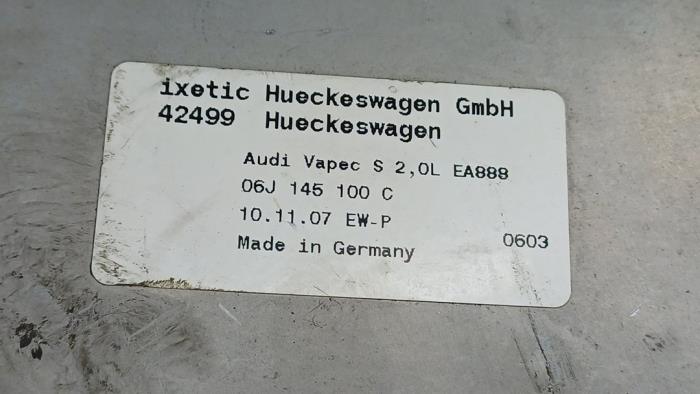 ixetic Hueckeswagen GmbH
42499 Hueckeswagen
Audi Vapec S 2,0L EA888
06J 145 100 C
10.11.07 EW-P
Made in Germany 0603